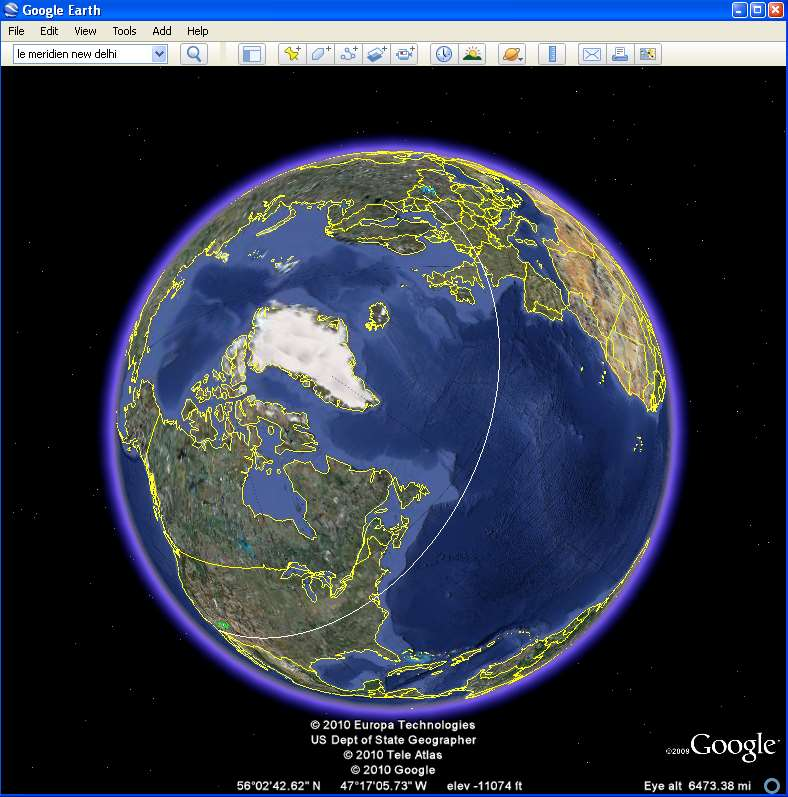 Google Earth
File Edit View Tools Add Help
le meridien new delhi
© 2010 Europa Technologies
US Dept of State Geographer
© 2010 Tele Atlas
© 2010 Google
©2009 Google
56°02'42.62" N 47°17'05.73" W elev -11074 ft Eye alt 6473.38 mi